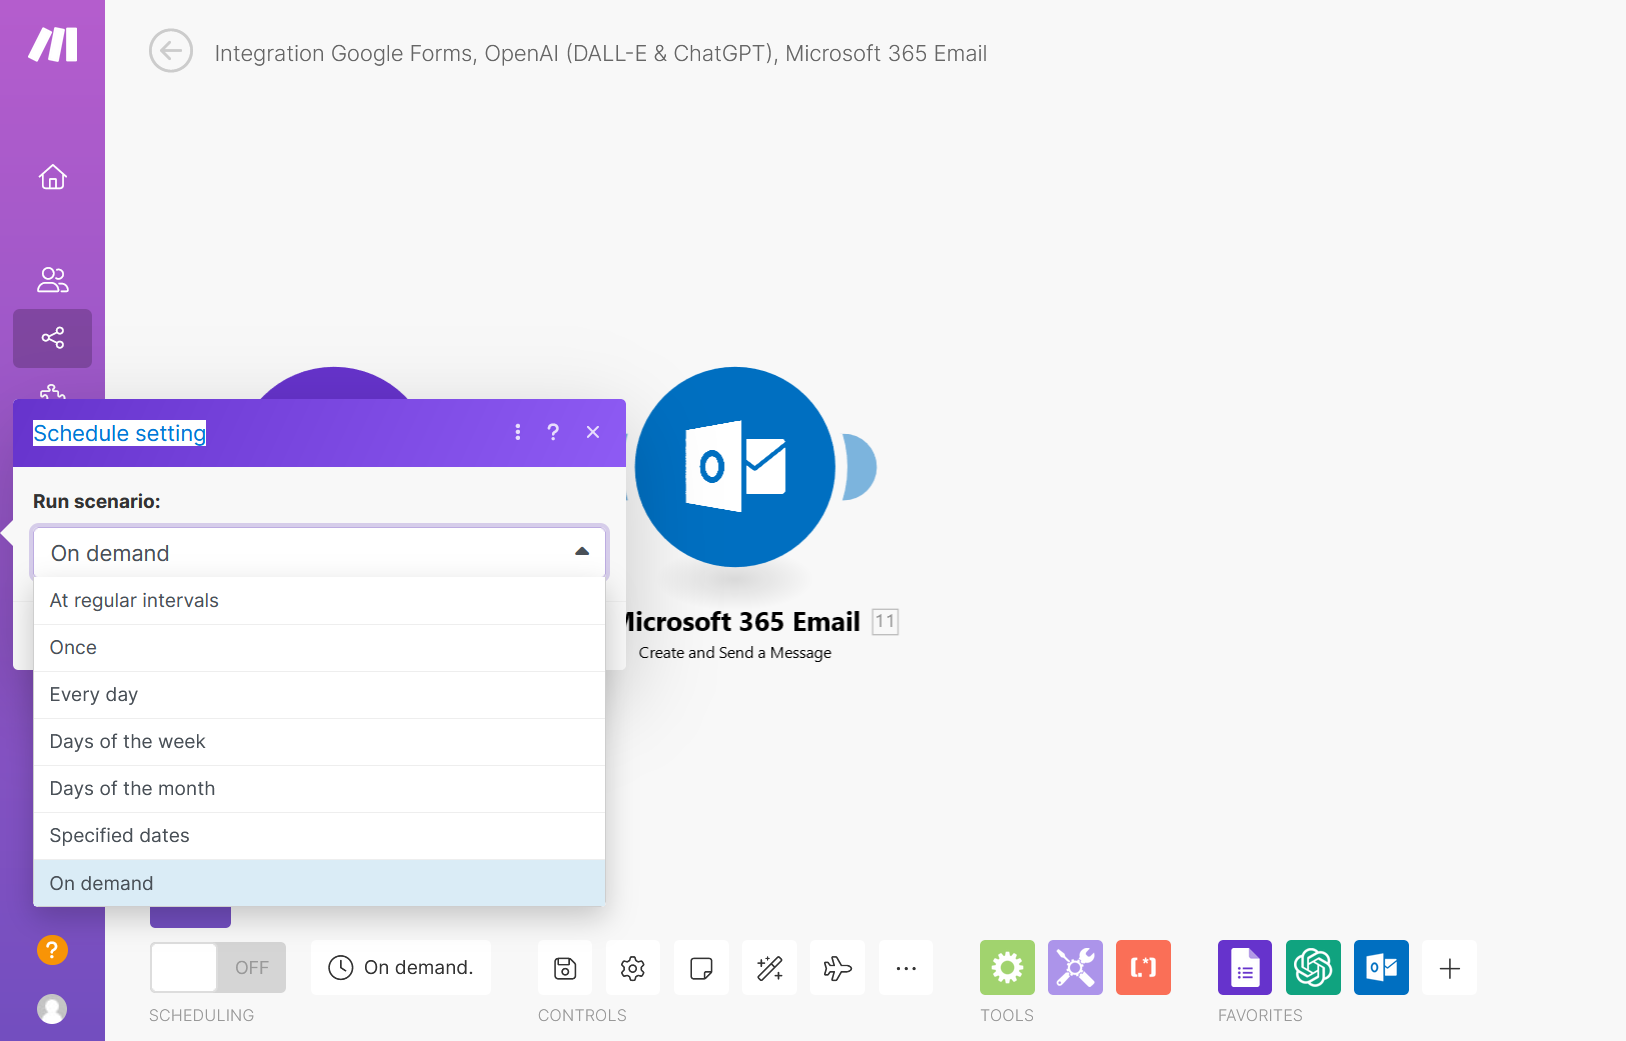 Integration Google Forms, OpenAI (DALL-E & ChatGPT), Microsoft 365 Email
Schedule setting
?
Run scenario:
On demand
At regular intervals
Once
Every day
Days of the week
Days of the month
Specified dates
On demand
Microsoft 365 Email 11
Create and Send a Message
?
OFF
On demand.
SCHEDULING
CONTROLS
TOOLS
FAVORITES